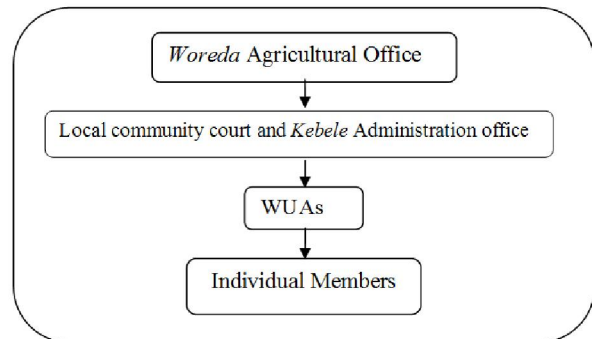 Woreda Agricultural Office
Local community court and Kebele Administration office
WUAs
Individual Members